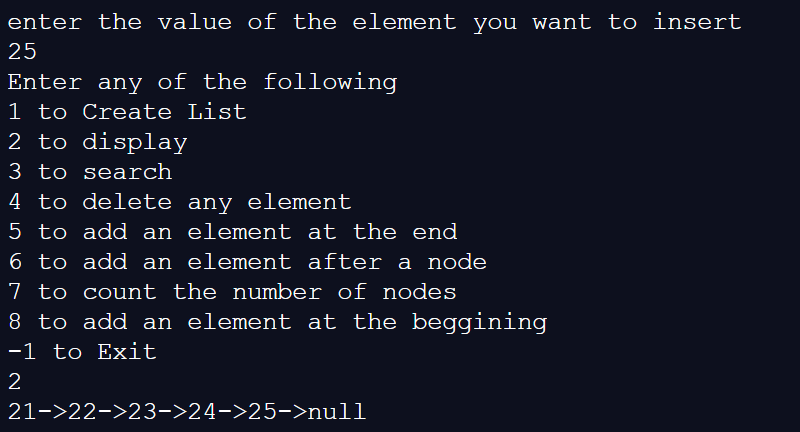 enter the value of the element you want to insert
25
Enter any of the following
1 to Create List
2 to display
3 to search
4 to delete any element
5 to add an element at the end
6 to add an element after a node
7 to count the number of nodes
8 to add an element at the beggining
-1 to Exit
2
21->22->23->24->25->null